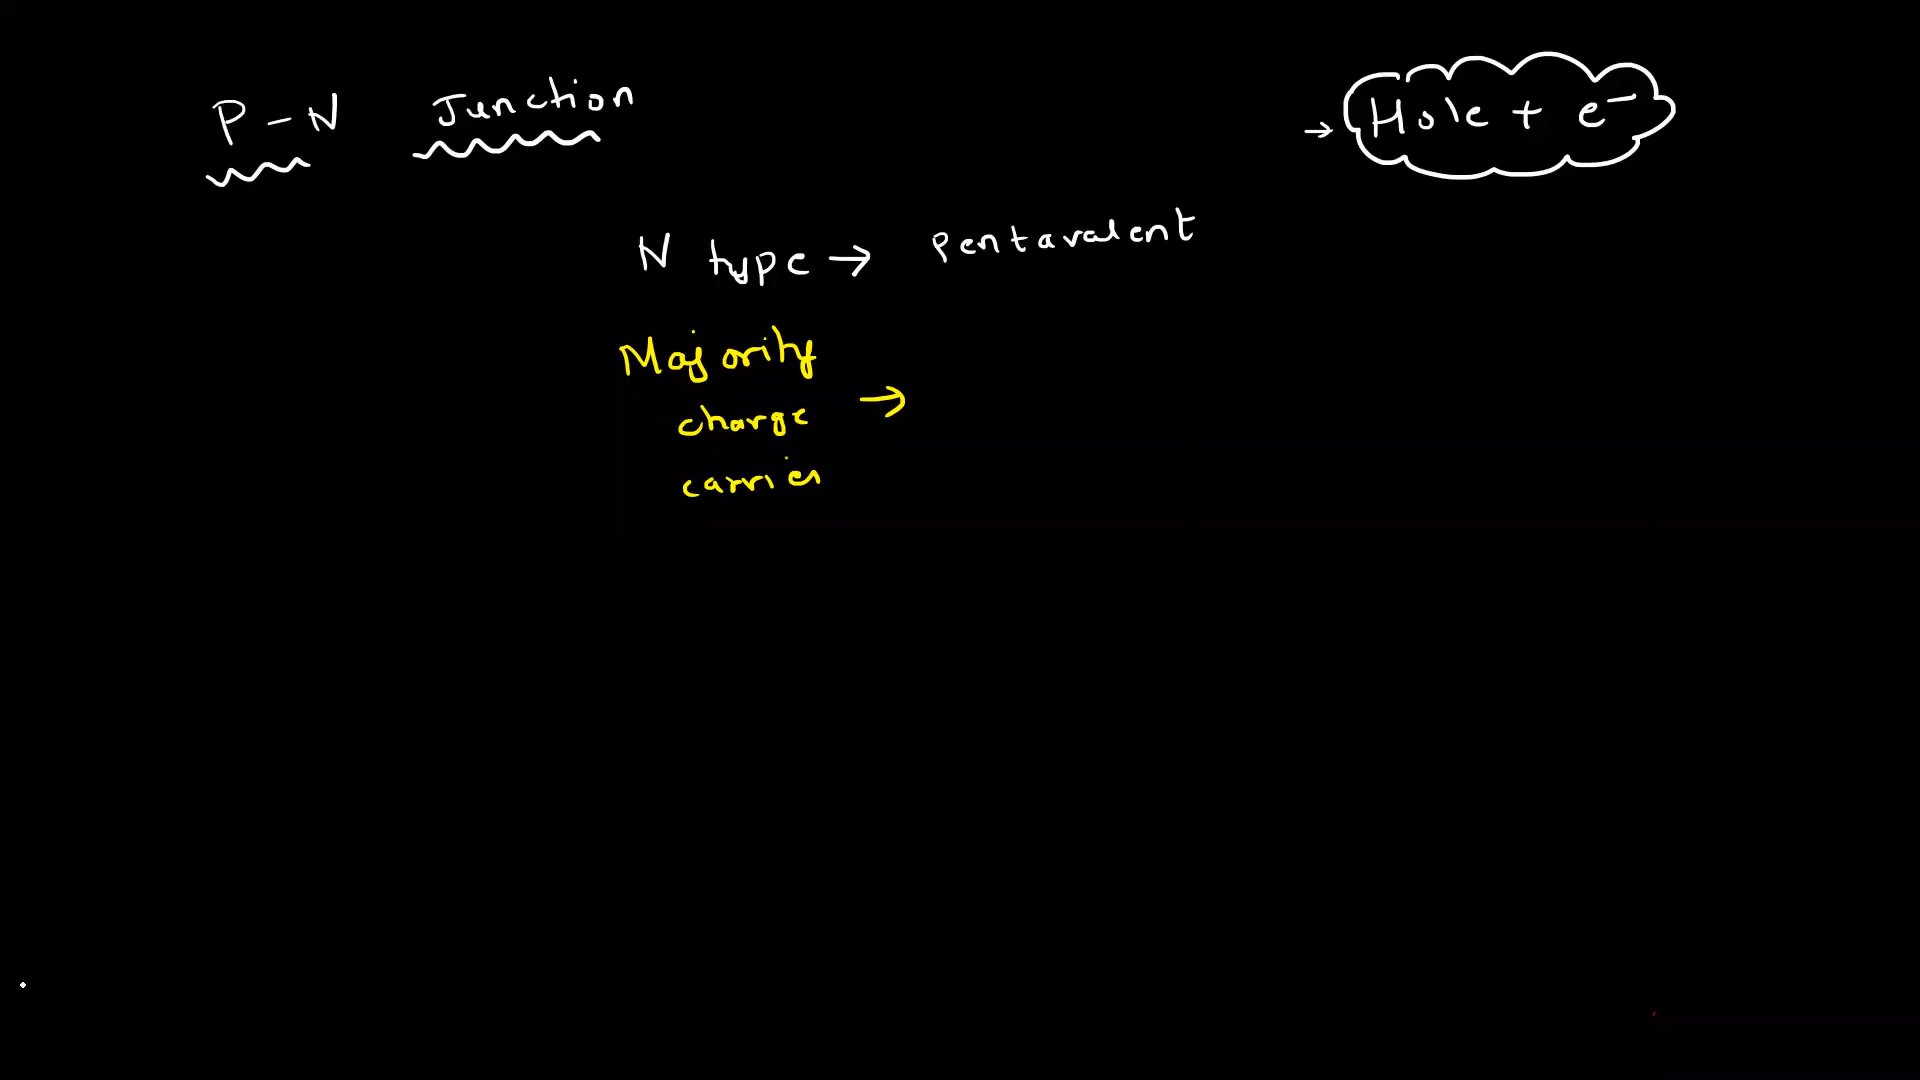 P - N Junction
→ Hole + e⁻
N type → Pentavalent
Majority
charge →
carrier